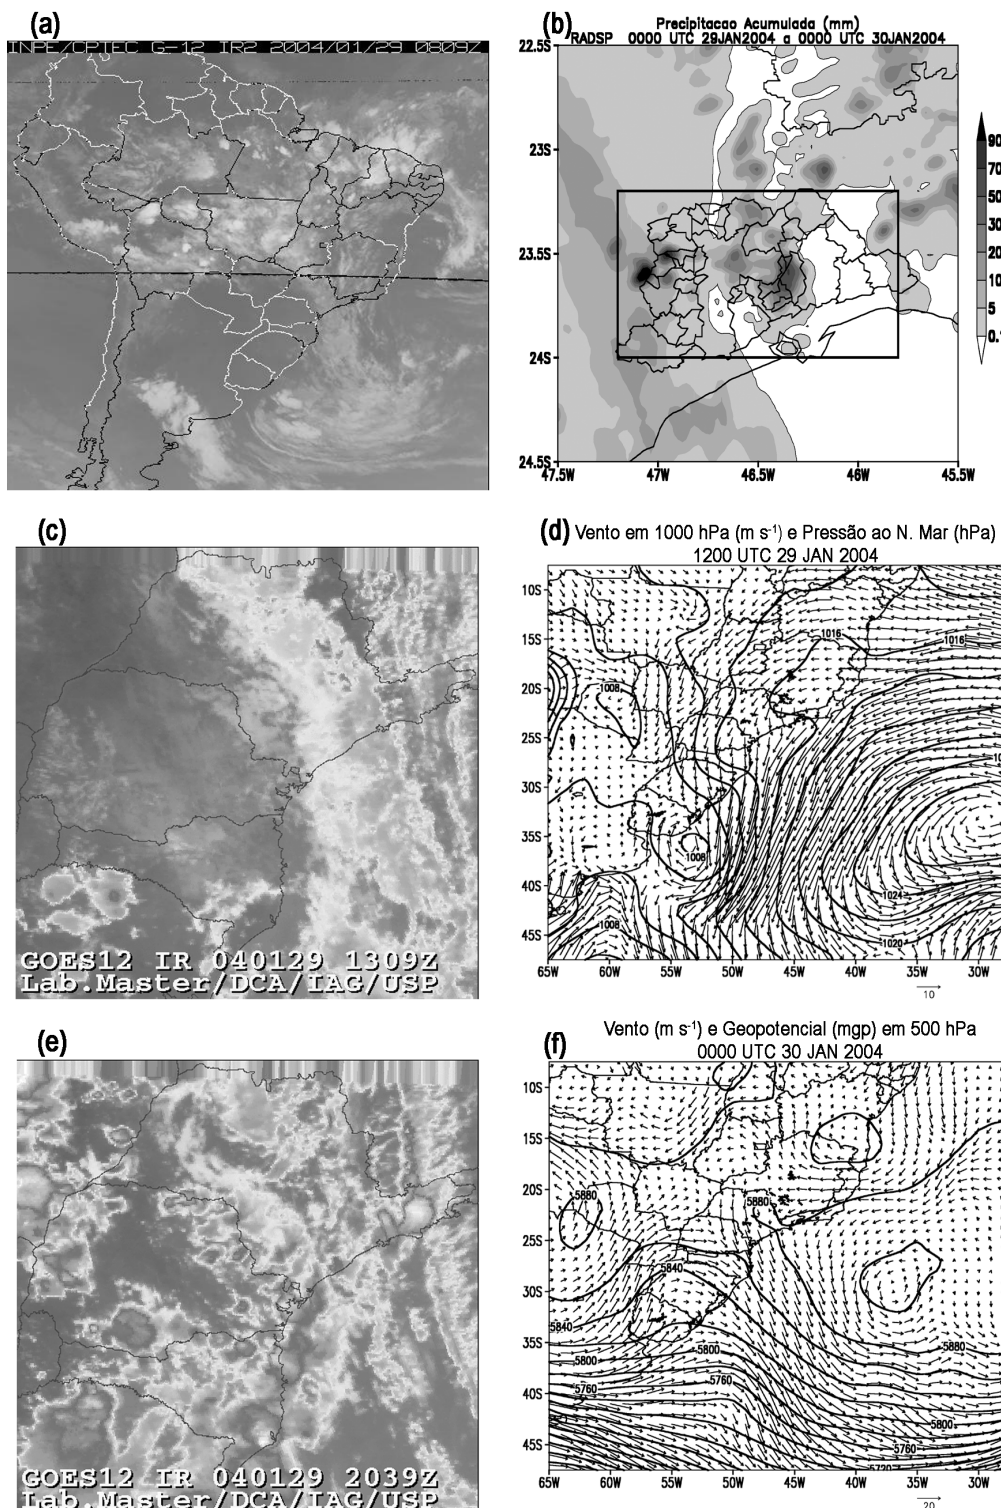 (a)
INPE/CPTEC G-12 IR2 2004/01/29 0809Z
(b)
Precipitacao Acumulada (mm)
RADSP 0000 UTC 29JAN2004 a 0000 UTC 30JAN2004
22.5S
23S
23.5S
24S
24.5S
47.5W 47W 46.5W 46W 45.5W
90
70
50
30
20
10
5
0.
(c)
GOES12 IR 040129 1309Z
Lab.Master/DCA/IAG/USP
(d) Vento em 1000 hPa (m s⁻¹) e Pressão ao N. Mar (hPa)
1200 UTC 29 JAN 2004
10S
15S
20S
25S
30S
35S
40S
45S
1016
1016
1008
1008
1008
1024
1020
65W 60W 55W 50W 45W 40W 35W 30W
10
(e)
GOES12 IR 040129 2039Z
Lab.Master/DCA/IAG/USP
(f) Vento (m s⁻¹) e Geopotencial (mgp) em 500 hPa
0000 UTC 30 JAN 2004
10S
15S
20S
25S
30S
35S
40S
45S
5880
5880
5840
5840
5800
5800
5760
5760
5880
5800
5760
5720
65W 60W 55W 50W 45W 40W 35W 30W
20